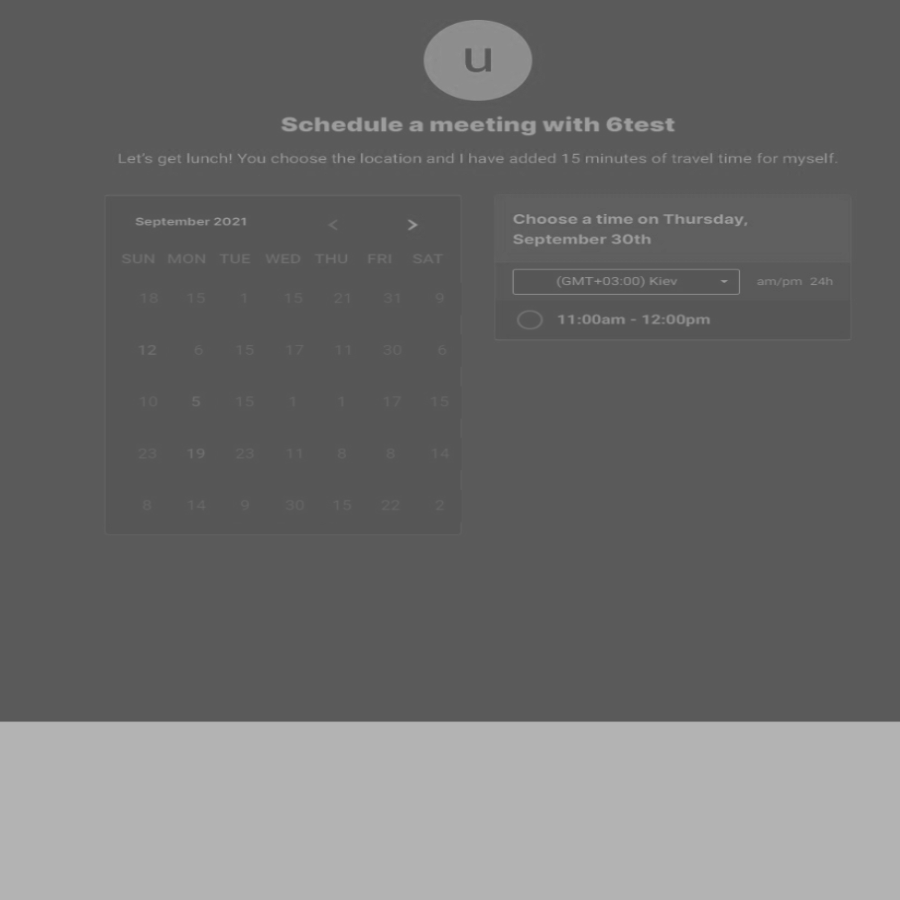 u
Schedule a meeting with 6test
Let's get lunch! You choose the location and I have added 15 minutes of travel time for myself.
September 2021
SUN MON TUE WED THU FRI SAT
18 15 1 15 21 31 9
12 6 15 17 11 30 6
10 5 15 1 1 17 15
23 19 23 11 8 8 14
8 14 9 30 15 22 2
Choose a time on Thursday,
September 30th
(GMT+03:00) Kiev am/pm 24h
11:00am - 12:00pm